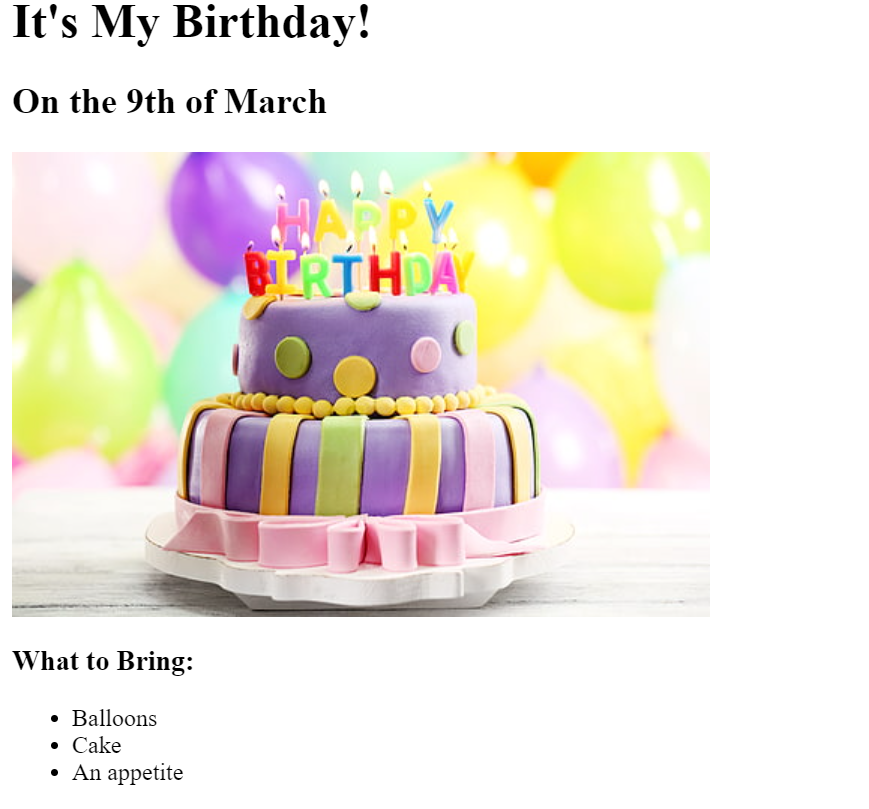 It's My Birthday!
On the 9th of March
HAPPY
BIRTHDAY
What to Bring:
Balloons
Cake
An appetite